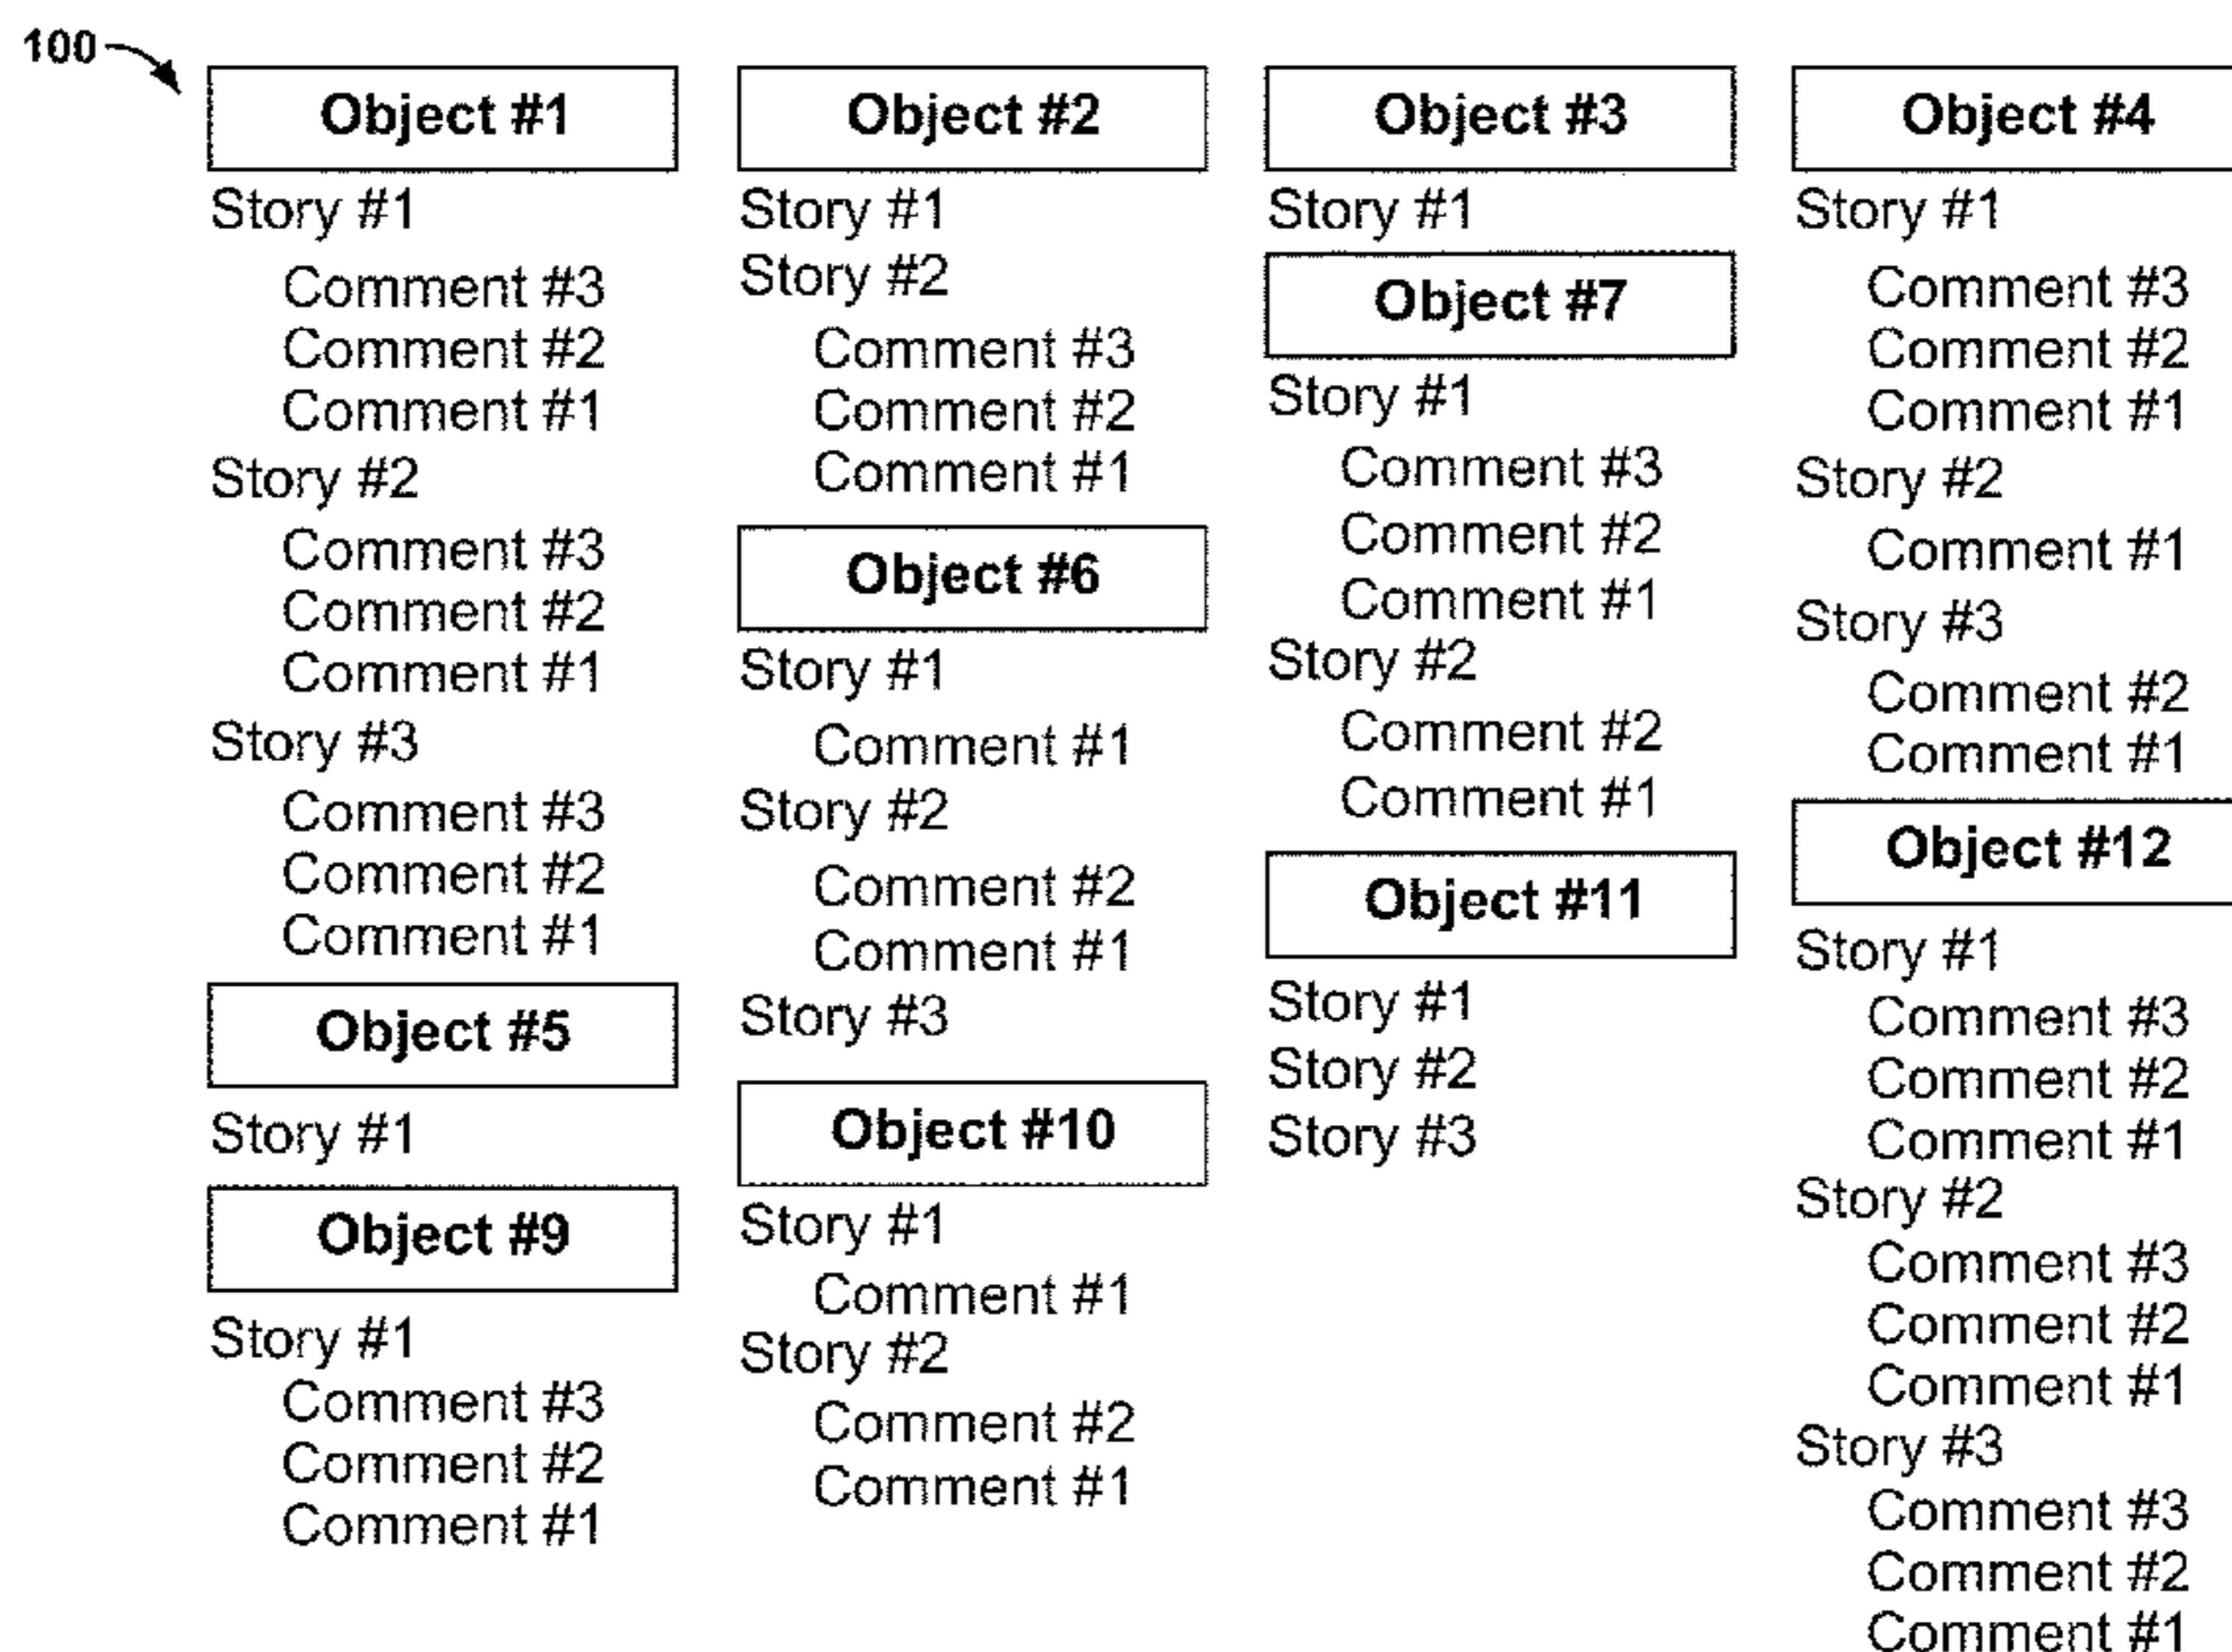 100
Object #1
Story #1
Comment #3
Comment #2
Comment #1
Story #2
Comment #3
Comment #2
Comment #1
Story #3
Comment #3
Comment #2
Comment #1
Object #5
Story #1
Object #9
Story #1
Comment #3
Comment #2
Comment #1
Object #2
Story #1
Story #2
Comment #3
Comment #2
Comment #1
Object #6
Story #1
Comment #1
Story #2
Comment #2
Comment #1
Story #3
Object #10
Story #1
Comment #1
Story #2
Comment #2
Comment #1
Object #3
Story #1
Object #7
Story #1
Comment #3
Comment #2
Comment #1
Story #2
Comment #2
Comment #1
Object #11
Story #1
Story #2
Story #3
Object #4
Story #1
Comment #3
Comment #2
Comment #1
Story #2
Comment #1
Story #3
Comment #2
Comment #1
Object #12
Story #1
Comment #3
Comment #2
Comment #1
Story #2
Comment #3
Comment #2
Comment #1
Story #3
Comment #3
Comment #2
Comment #1